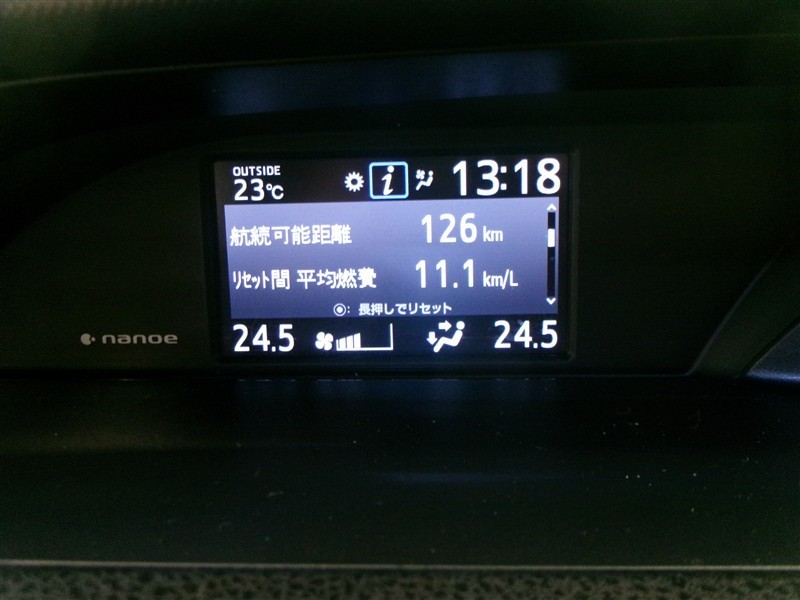 OUTSIDE
23℃
i
13:18
航続可能距離 126 km
リセット間 平均燃費 11.1 km/L
◉: 長押しでリセット
24.5 24.5
nanoe